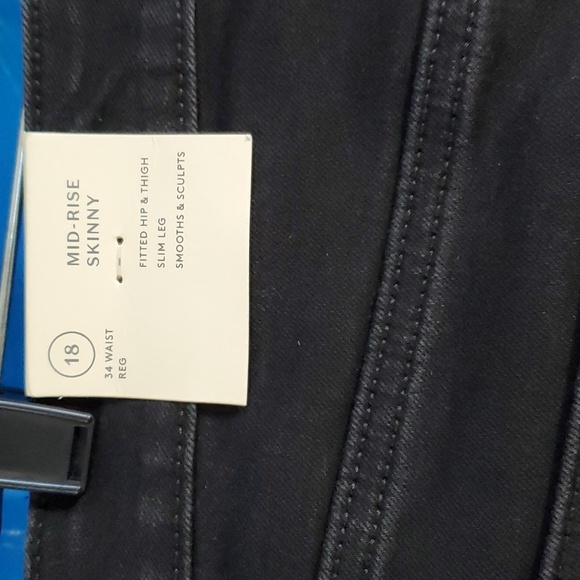 MID-RISE
SKINNY
FITTED HIP & THIGH
SLIM LEG
SMOOTHS & SCULPTS
18
34 WAIST
REG